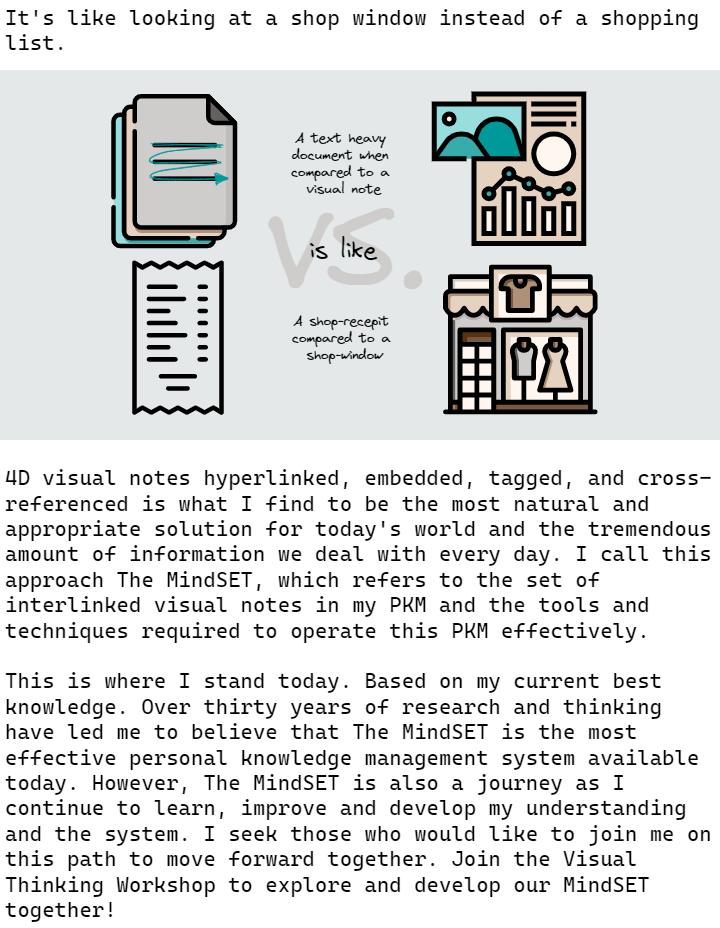 It's like looking at a shop window instead of a shopping
list.
A text heavy
document when
compared to a
visual note
VS.
is like
A shop-recepit
compared to a
shop-window
4D visual notes hyperlinked, embedded, tagged, and cross-
referenced is what I find to be the most natural and
appropriate solution for today's world and the tremendous
amount of information we deal with every day. I call this
approach The MindSET, which refers to the set of
interlinked visual notes in my PKM and the tools and
techniques required to operate this PKM effectively.
This is where I stand today. Based on my current best
knowledge. Over thirty years of research and thinking
have led me to believe that The MindSET is the most
effective personal knowledge management system available
today. However, The MindSET is also a journey as I
continue to learn, improve and develop my understanding
and the system. I seek those who would like to join me on
this path to move forward together. Join the Visual
Thinking Workshop to explore and develop our MindSET
together!